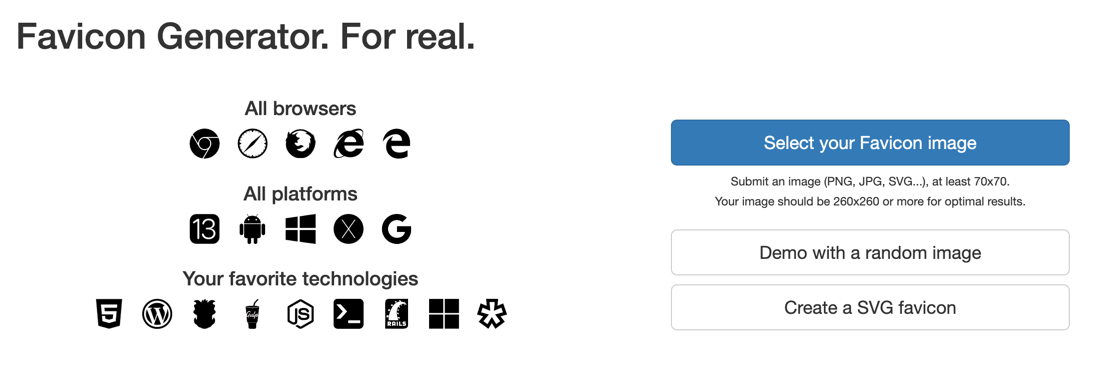 Favicon Generator. For real.
All browsers
All platforms
13
Your favorite technologies
5
W
Gulp
JS
RAILS
Select your Favicon image
Submit an image (PNG, JPG, SVG...), at least 70x70.
Your image should be 260x260 or more for optimal results.
Demo with a random image
Create a SVG favicon